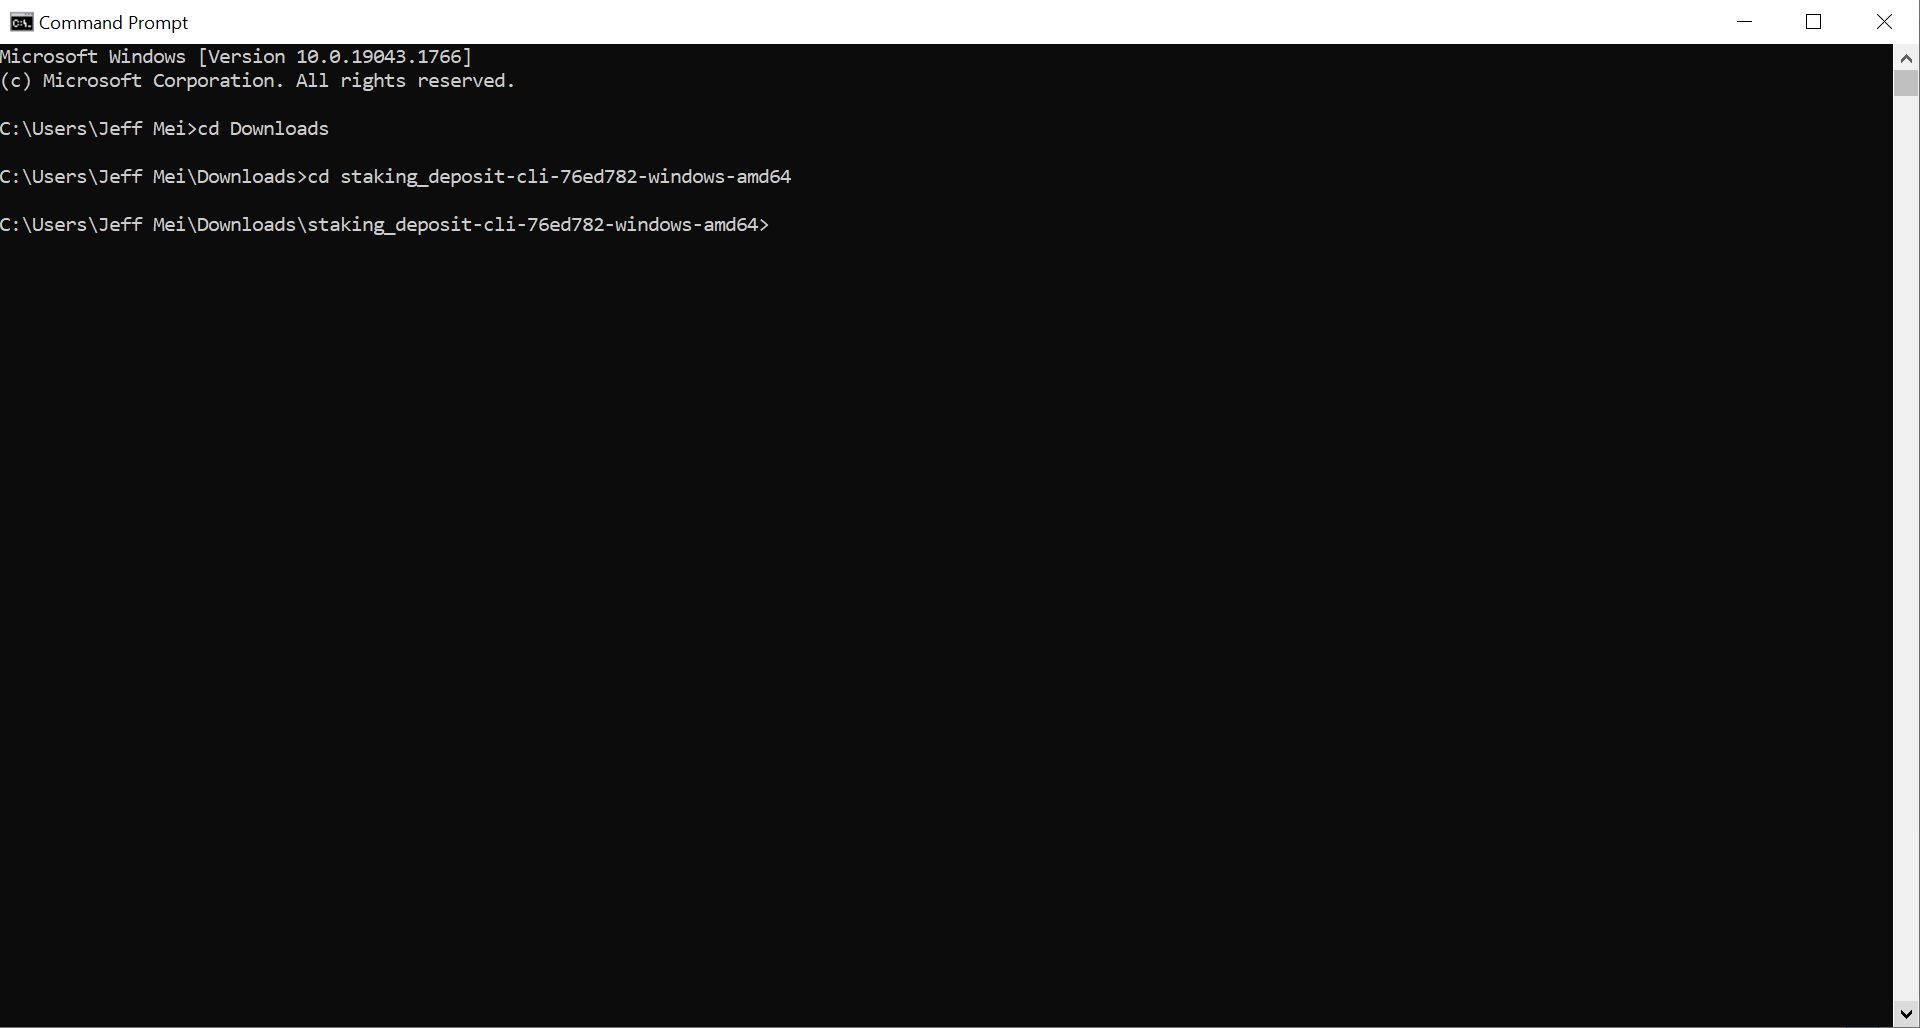 Command Prompt
Microsoft Windows [Version 10.0.19043.1766]
(c) Microsoft Corporation. All rights reserved.
C:\Users\Jeff Mei>cd Downloads
C:\Users\Jeff Mei\Downloads>cd staking_deposit-cli-76ed782-windows-amd64
C:\Users\Jeff Mei\Downloads\staking_deposit-cli-76ed782-windows-amd64>